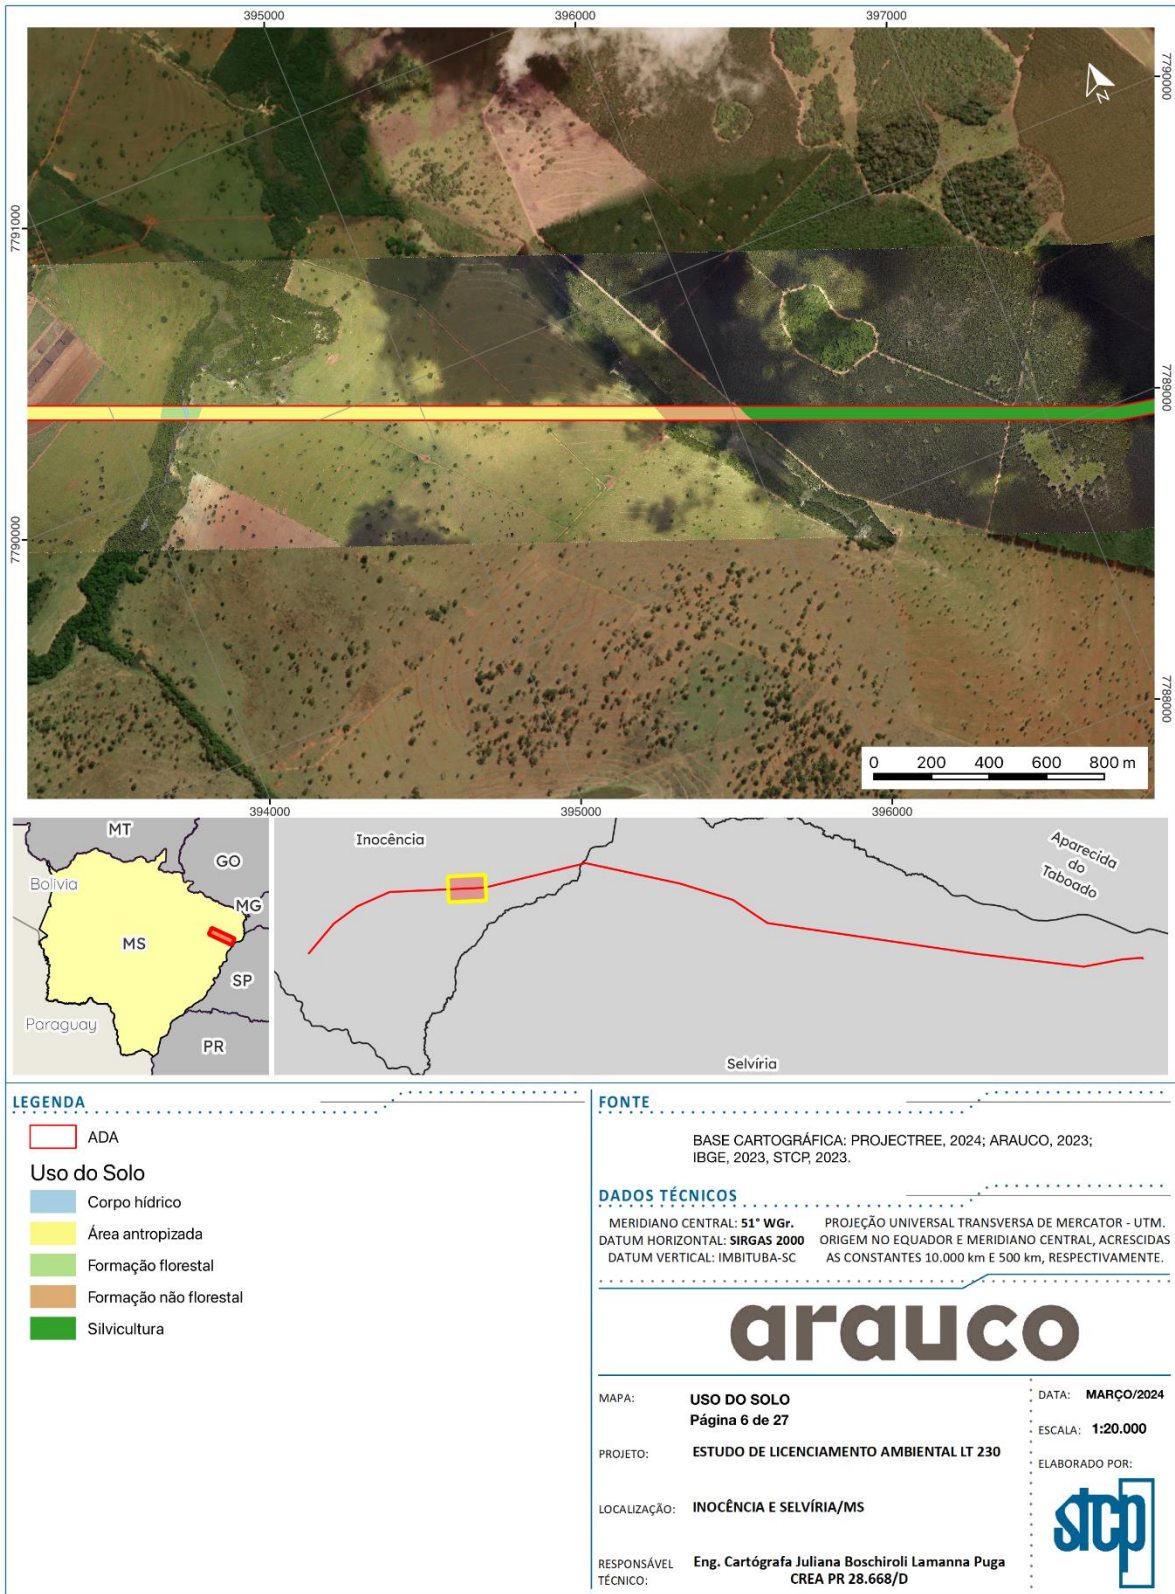 395000
396000
397000
7791000
7790000
7790000
7789000
7788000
N
0 200 400 600 800 m
394000
395000
396000
MT
GO
Bolivia
MG
MS
SP
Paraguay
PR
Inocência
Aparecida
do
Taboado
Selvíria
LEGENDA
ADA
Uso do Solo
Corpo hídrico
Área antropizada
Formação florestal
Formação não florestal
Silvicultura
FONTE
BASE CARTOGRÁFICA: PROJECTREE, 2024; ARAUCO, 2023;
IBGE, 2023, STCP, 2023.
DADOS TÉCNICOS
MERIDIANO CENTRAL: 51° WGr.
DATUM HORIZONTAL: SIRGAS 2000
DATUM VERTICAL: IMBITUBA-SC
PROJEÇÃO UNIVERSAL TRANSVERSA DE MERCATOR - UTM.
ORIGEM NO EQUADOR E MERIDIANO CENTRAL, ACRESCIDAS
AS CONSTANTES 10.000 km E 500 km, RESPECTIVAMENTE.
arauco
MAPA: USO DO SOLO
Página 6 de 27
PROJETO: ESTUDO DE LICENCIAMENTO AMBIENTAL LT 230
LOCALIZAÇÃO: INOCÊNCIA E SELVÍRIA/MS
RESPONSÁVEL TÉCNICO: Eng. Cartógrafa Juliana Boschiroli Lamanna Puga
CREA PR 28.668/D
DATA: MARÇO/2024
ESCALA: 1:20.000
ELABORADO POR:
stcp